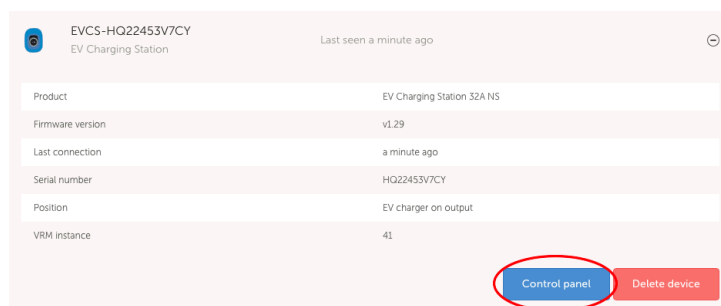 EVCS-HQ22453V7CY
EV Charging Station
Last seen a minute ago
Product EV Charging Station 32A NS
Firmware version v1.29
Last connection a minute ago
Serial number HQ22453V7CY
Position EV charger on output
VRM instance 41
Control panel Delete device